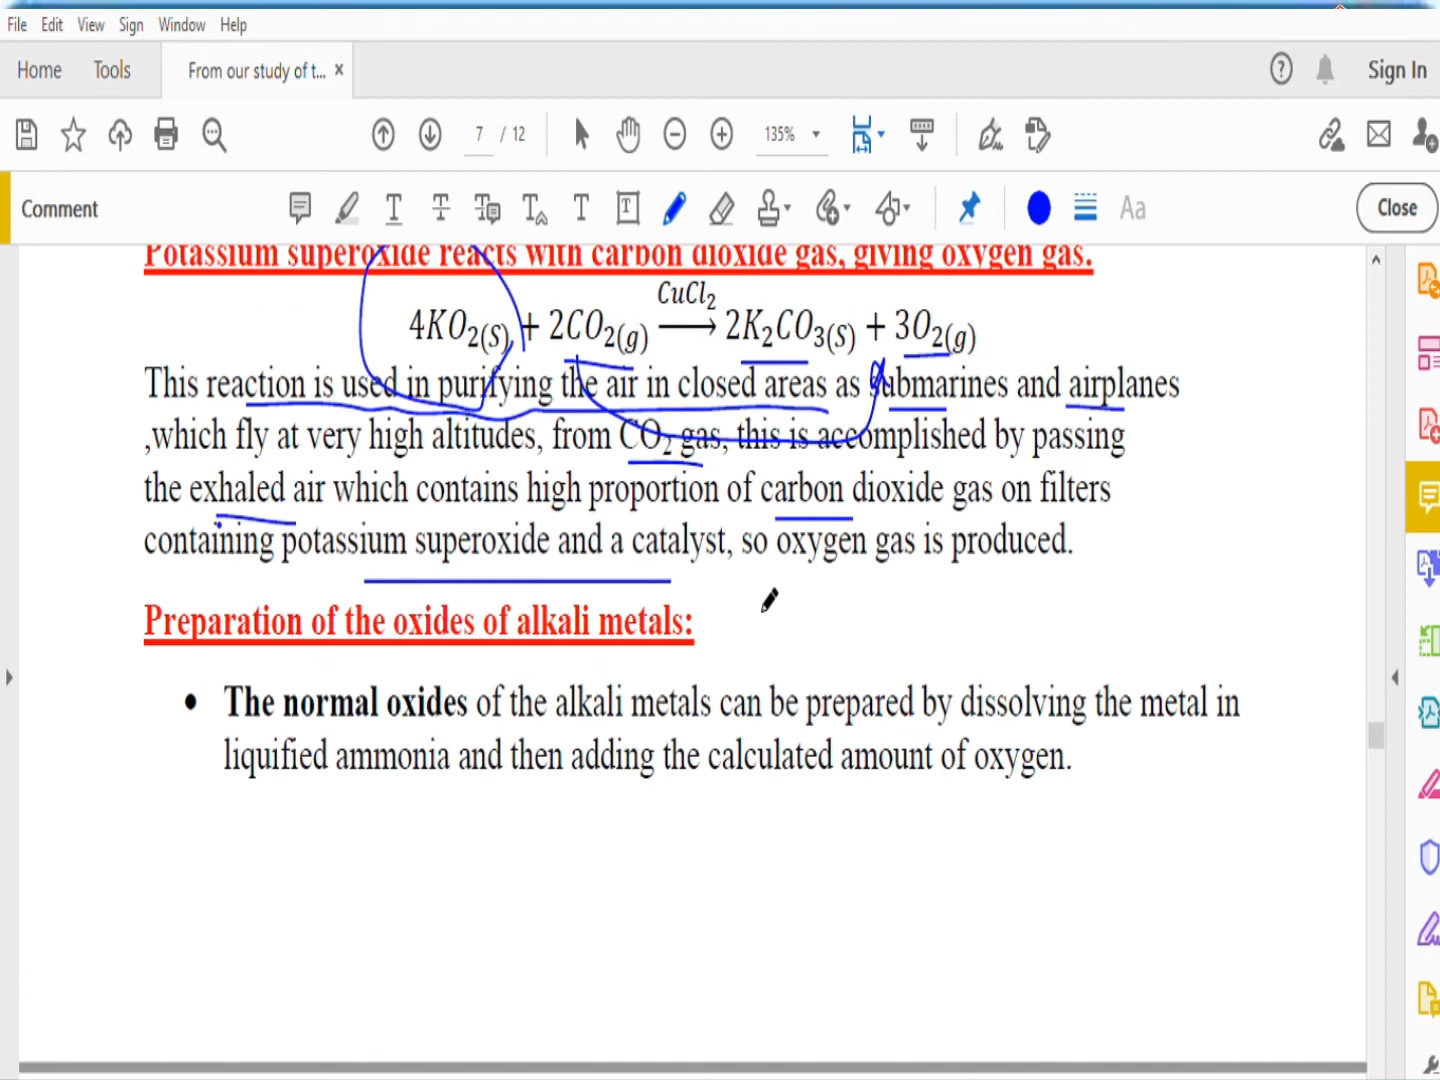 File Edit View Sign Window Help
Home Tools From our study of t... × Sign In
7 / 12 135%
Comment Close
Potassium superoxide reacts with carbon dioxide gas, giving oxygen gas.
CuCl₂
4KO₂(S) + 2CO₂(g) ⟶ 2K₂CO₃(S) + 3O₂(g)
This reaction is used in purifying the air in closed areas as submarines and airplanes
,which fly at very high altitudes, from CO₂ gas, this is accomplished by passing
the exhaled air which contains high proportion of carbon dioxide gas on filters
containing potassium superoxide and a catalyst, so oxygen gas is produced.
Preparation of the oxides of alkali metals:
• The normal oxides of the alkali metals can be prepared by dissolving the metal in
liquified ammonia and then adding the calculated amount of oxygen.